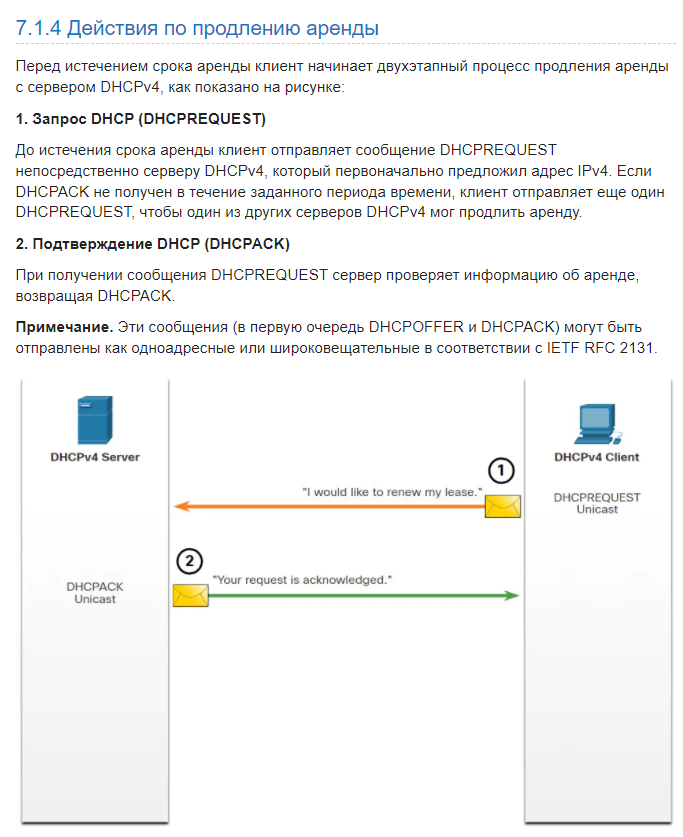 7.1.4 Действия по продлению аренды
Перед истечением срока аренды клиент начинает двухэтапный процесс продления аренды
с сервером DHCPv4, как показано на рисунке:
1. Запрос DHCP (DHCPREQUEST)
До истечения срока аренды клиент отправляет сообщение DHCPREQUEST
непосредственно серверу DHCPv4, который первоначально предложил адрес IPv4. Если
DHCPACK не получен в течение заданного периода времени, клиент отправляет еще один
DHCPREQUEST, чтобы один из других серверов DHCPv4 мог продлить аренду.
2. Подтверждение DHCP (DHCPACK)
При получении сообщения DHCPREQUEST сервер проверяет информацию об аренде,
возвращая DHCPACK.
Примечание. Эти сообщения (в первую очередь DHCPOFFER и DHCPACK) могут быть
отправлены как одноадресные или широковещательные в соответствии с IETF RFC 2131.
DHCPv4 Server
DHCPv4 Client
1
"I would like to renew my lease."
DHCPREQUEST
Unicast
2
"Your request is acknowledged."
DHCPACK
Unicast